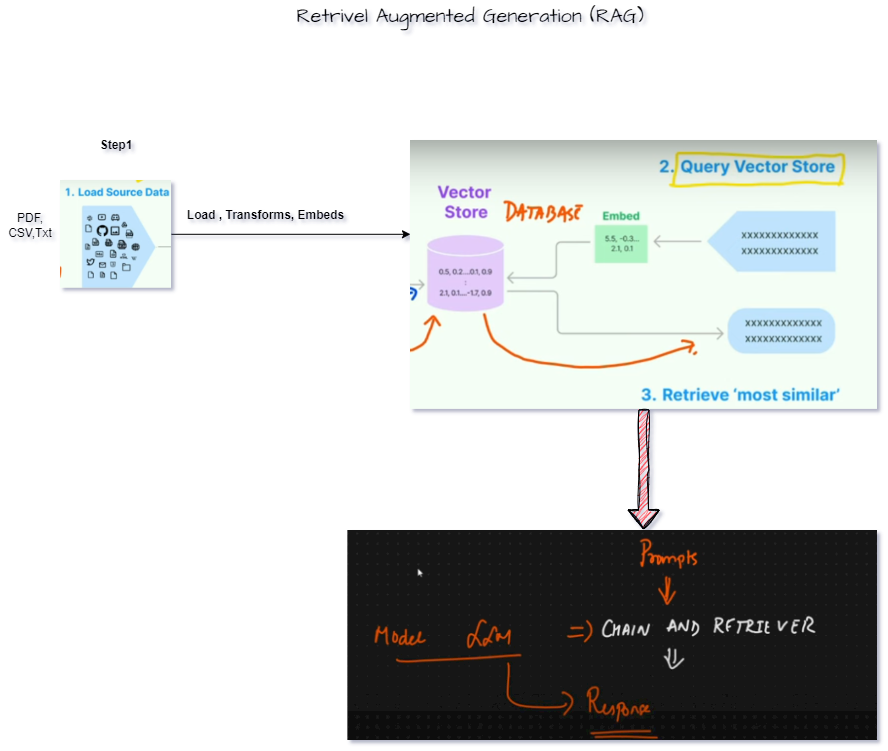 Retrivel Augmented Generation (RAG)
Step1
1. Load Source Data
PDF,
CSV,Txt
Load , Transforms, Embeds
2. Query Vector Store
Vector
Store
DATABASE
Embed
5.5, -0.3...
2.1, 0.1
XXXXXXXXXXXXX
XXXXXXXXXXXXX
0.5, 0.2...0.1, 0.9
:
2.1, 0.1...-1.7, 0.9
XXXXXXXXXXXXX
XXXXXXXXXXXXX
3. Retrieve ‘most similar’
Prompts
Model LLM => CHAIN AND RETRIEVER
Response